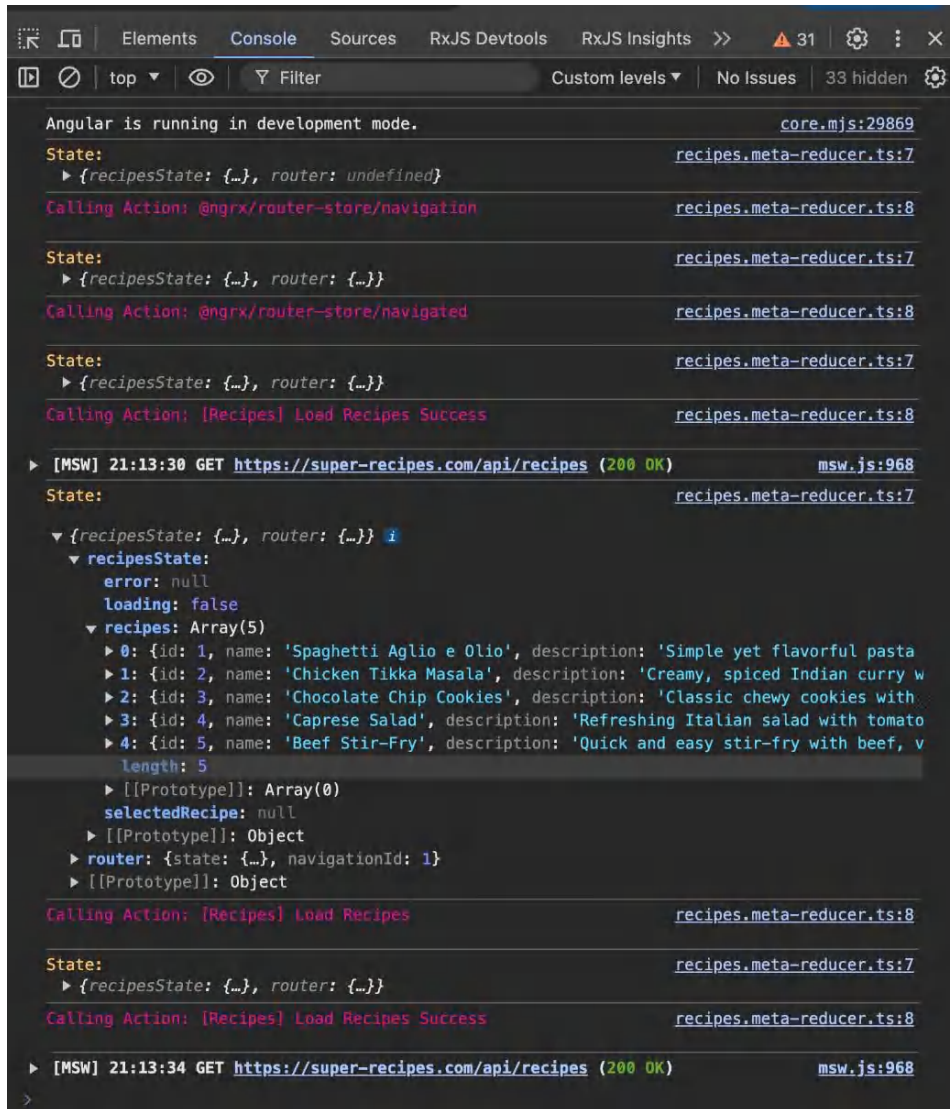 Elements Console Sources RxJS Devtools RxJS Insights 31
top Filter Custom levels No Issues 33 hidden
Angular is running in development mode. core.mjs:29869
State: recipes.meta-reducer.ts:7
{recipesState: {…}, router: undefined}
Calling Action: @ngrx/router-store/navigation recipes.meta-reducer.ts:8
State: recipes.meta-reducer.ts:7
{recipesState: {…}, router: {…}}
Calling Action: @ngrx/router-store/navigated recipes.meta-reducer.ts:8
State: recipes.meta-reducer.ts:7
{recipesState: {…}, router: {…}}
Calling Action: [Recipes] Load Recipes Success recipes.meta-reducer.ts:8
[MSW] 21:13:30 GET https://super-recipes.com/api/recipes (200 OK) msw.js:968
State: recipes.meta-reducer.ts:7
{recipesState: {…}, router: {…}} i
recipesState:
error: null
loading: false
recipes: Array(5)
0: {id: 1, name: 'Spaghetti Aglio e Olio', description: 'Simple yet flavorful pasta
1: {id: 2, name: 'Chicken Tikka Masala', description: 'Creamy, spiced Indian curry w
2: {id: 3, name: 'Chocolate Chip Cookies', description: 'Classic chewy cookies with
3: {id: 4, name: 'Caprese Salad', description: 'Refreshing Italian salad with tomato
4: {id: 5, name: 'Beef Stir-Fry', description: 'Quick and easy stir-fry with beef, v
length: 5
[[Prototype]]: Array(0)
selectedRecipe: null
[[Prototype]]: Object
router: {state: {…}, navigationId: 1}
[[Prototype]]: Object
Calling Action: [Recipes] Load Recipes recipes.meta-reducer.ts:8
State: recipes.meta-reducer.ts:7
{recipesState: {…}, router: {…}}
Calling Action: [Recipes] Load Recipes Success recipes.meta-reducer.ts:8
[MSW] 21:13:34 GET https://super-recipes.com/api/recipes (200 OK) msw.js:968